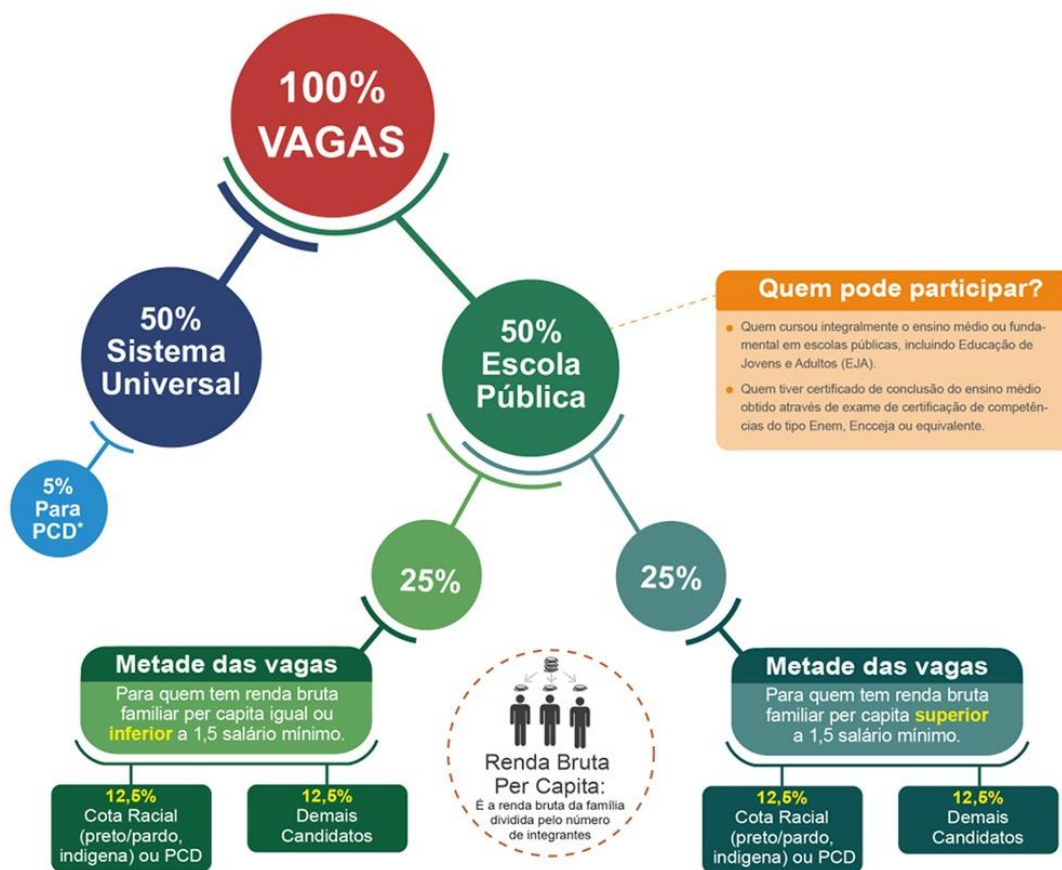 100%
VAGAS
50%
Sistema
Universal
50%
Escola
Pública
Quem pode participar?
Quem cursou integralmente o ensino médio ou funda-
mental em escolas públicas, incluindo Educação de
Jovens e Adultos (EJA).
Quem tiver certificado de conclusão do ensino médio
obtido através de exame de certificação de competên-
cias do tipo Enem, Encceja ou equivalente.
5%
Para
PCD*
25%
25%
Metade das vagas
Para quem tem renda bruta
familiar per capita igual ou
inferior a 1,5 salário mínimo.
12,5%
Cota Racial
(preto/pardo,
indigena) ou PCD
12,5%
Demais
Candidatos
Renda Bruta
Per Capita:
É a renda bruta da família
dividida pelo número
de integrantes
Metade das vagas
Para quem tem renda bruta
familiar per capita superior
a 1,5 salário mínimo.
12,5%
Cota Racial
(preto/pardo,
indigena) ou PCD
12,5%
Demais
Candidatos